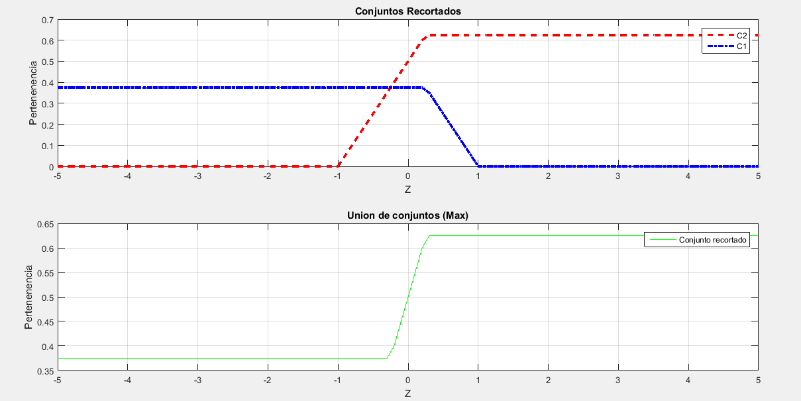 Conjuntos Recortados
0.7
0.6
0.5
0.4
0.3
0.2
0.1
0
Pertenenencia
C2
C1
-5 -4 -3 -2 -1 0 1 2 3 4 5
Z
Union de conjuntos (Max)
0.65
0.6
0.55
0.5
0.45
0.4
0.35
Pertenenencia
Conjunto recortado
-5 -4 -3 -2 -1 0 1 2 3 4 5
Z